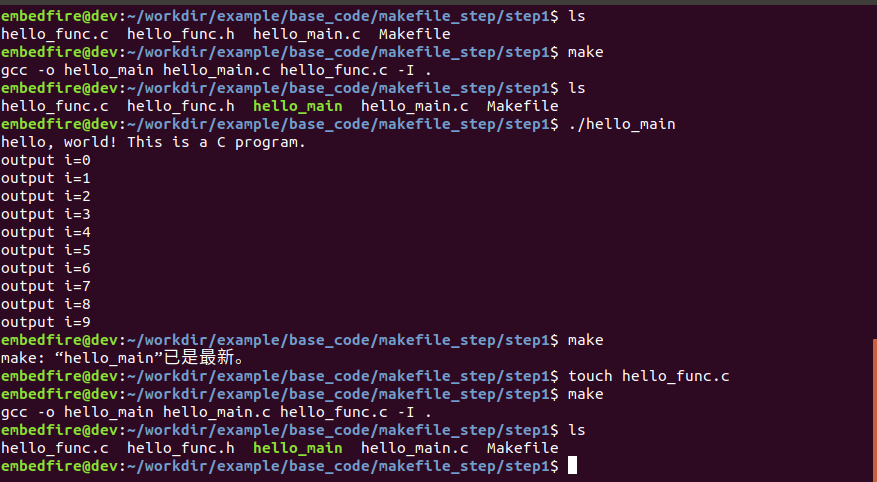 embedfire@dev:~/workdir/example/base_code/makefile_step/step1$ ls
hello_func.c  hello_func.h  hello_main.c  Makefile
embedfire@dev:~/workdir/example/base_code/makefile_step/step1$ make
gcc -o hello_main hello_main.c hello_func.c -I .
embedfire@dev:~/workdir/example/base_code/makefile_step/step1$ ls
hello_func.c  hello_func.h  hello_main  hello_main.c  Makefile
embedfire@dev:~/workdir/example/base_code/makefile_step/step1$ ./hello_main
hello, world! This is a C program.
output i=0
output i=1
output i=2
output i=3
output i=4
output i=5
output i=6
output i=7
output i=8
output i=9
embedfire@dev:~/workdir/example/base_code/makefile_step/step1$ make
make: “hello_main”已是最新。
embedfire@dev:~/workdir/example/base_code/makefile_step/step1$ touch hello_func.c
embedfire@dev:~/workdir/example/base_code/makefile_step/step1$ make
gcc -o hello_main hello_main.c hello_func.c -I .
embedfire@dev:~/workdir/example/base_code/makefile_step/step1$ ls
hello_func.c  hello_func.h  hello_main  hello_main.c  Makefile
embedfire@dev:~/workdir/example/base_code/makefile_step/step1$